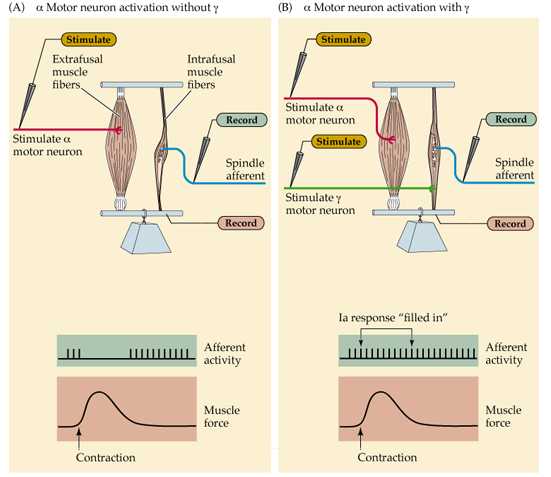 (A) α Motor neuron activation without γ
Stimulate
Extrafusal
muscle
fibers
Intrafusal
muscle
fibers
Record
Stimulate α
motor neuron
Spindle
afferent
Record
Afferent
activity
Muscle
force
Contraction
(B) α Motor neuron activation with γ
Stimulate
Stimulate α
motor neuron
Stimulate
Record
Spindle
afferent
Stimulate γ
motor neuron
Record
Ia response “filled in”
Afferent
activity
Muscle
force
Contraction